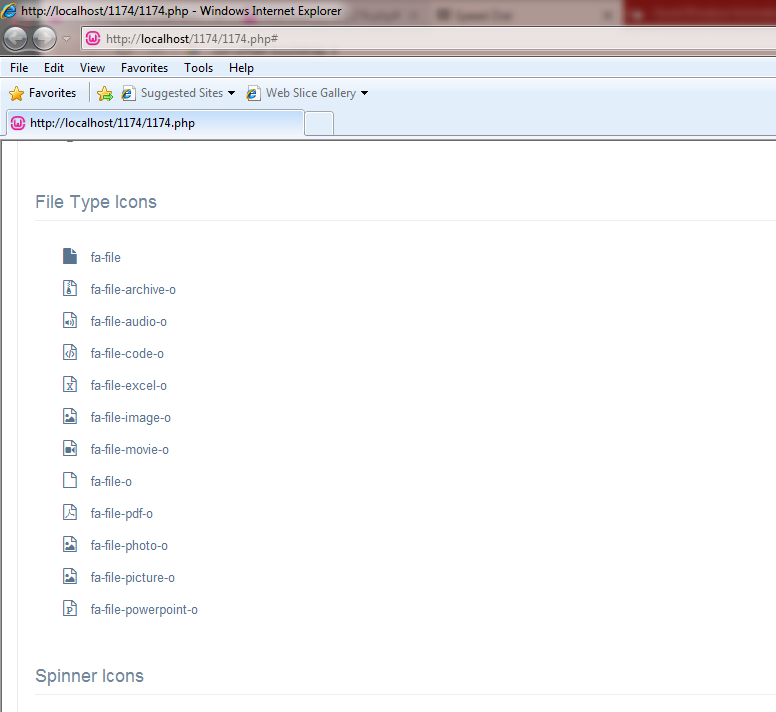 http://localhost/1174/1174.php - Windows Internet Explorer
http://localhost/1174/1174.php#
File Edit View Favorites Tools Help
Favorites Suggested Sites Web Slice Gallery
http://localhost/1174/1174.php
File Type Icons
fa-file
fa-file-archive-o
fa-file-audio-o
fa-file-code-o
fa-file-excel-o
fa-file-image-o
fa-file-movie-o
fa-file-o
fa-file-pdf-o
fa-file-photo-o
fa-file-picture-o
fa-file-powerpoint-o
Spinner Icons